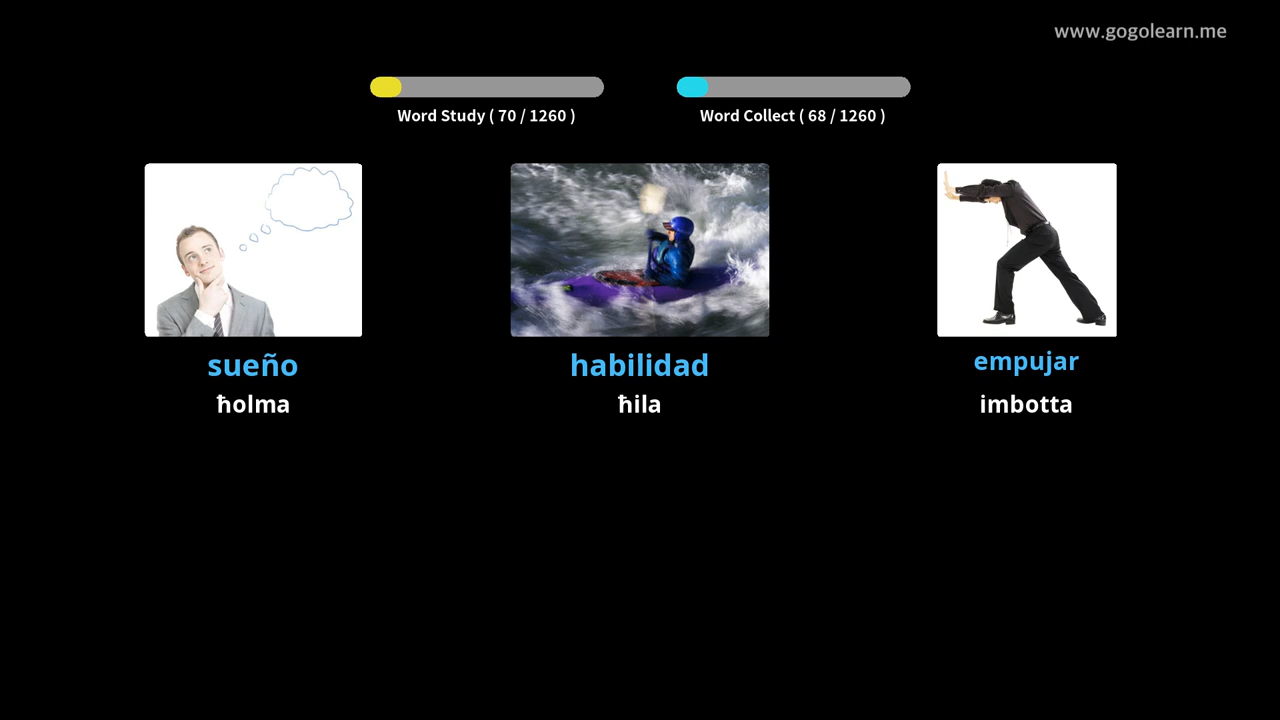 www.gogolearn.me
Word Study ( 70 / 1260 )
Word Collect ( 68 / 1260 )
sueño
habilidad
empujar
ħolma
ħila
imbotta